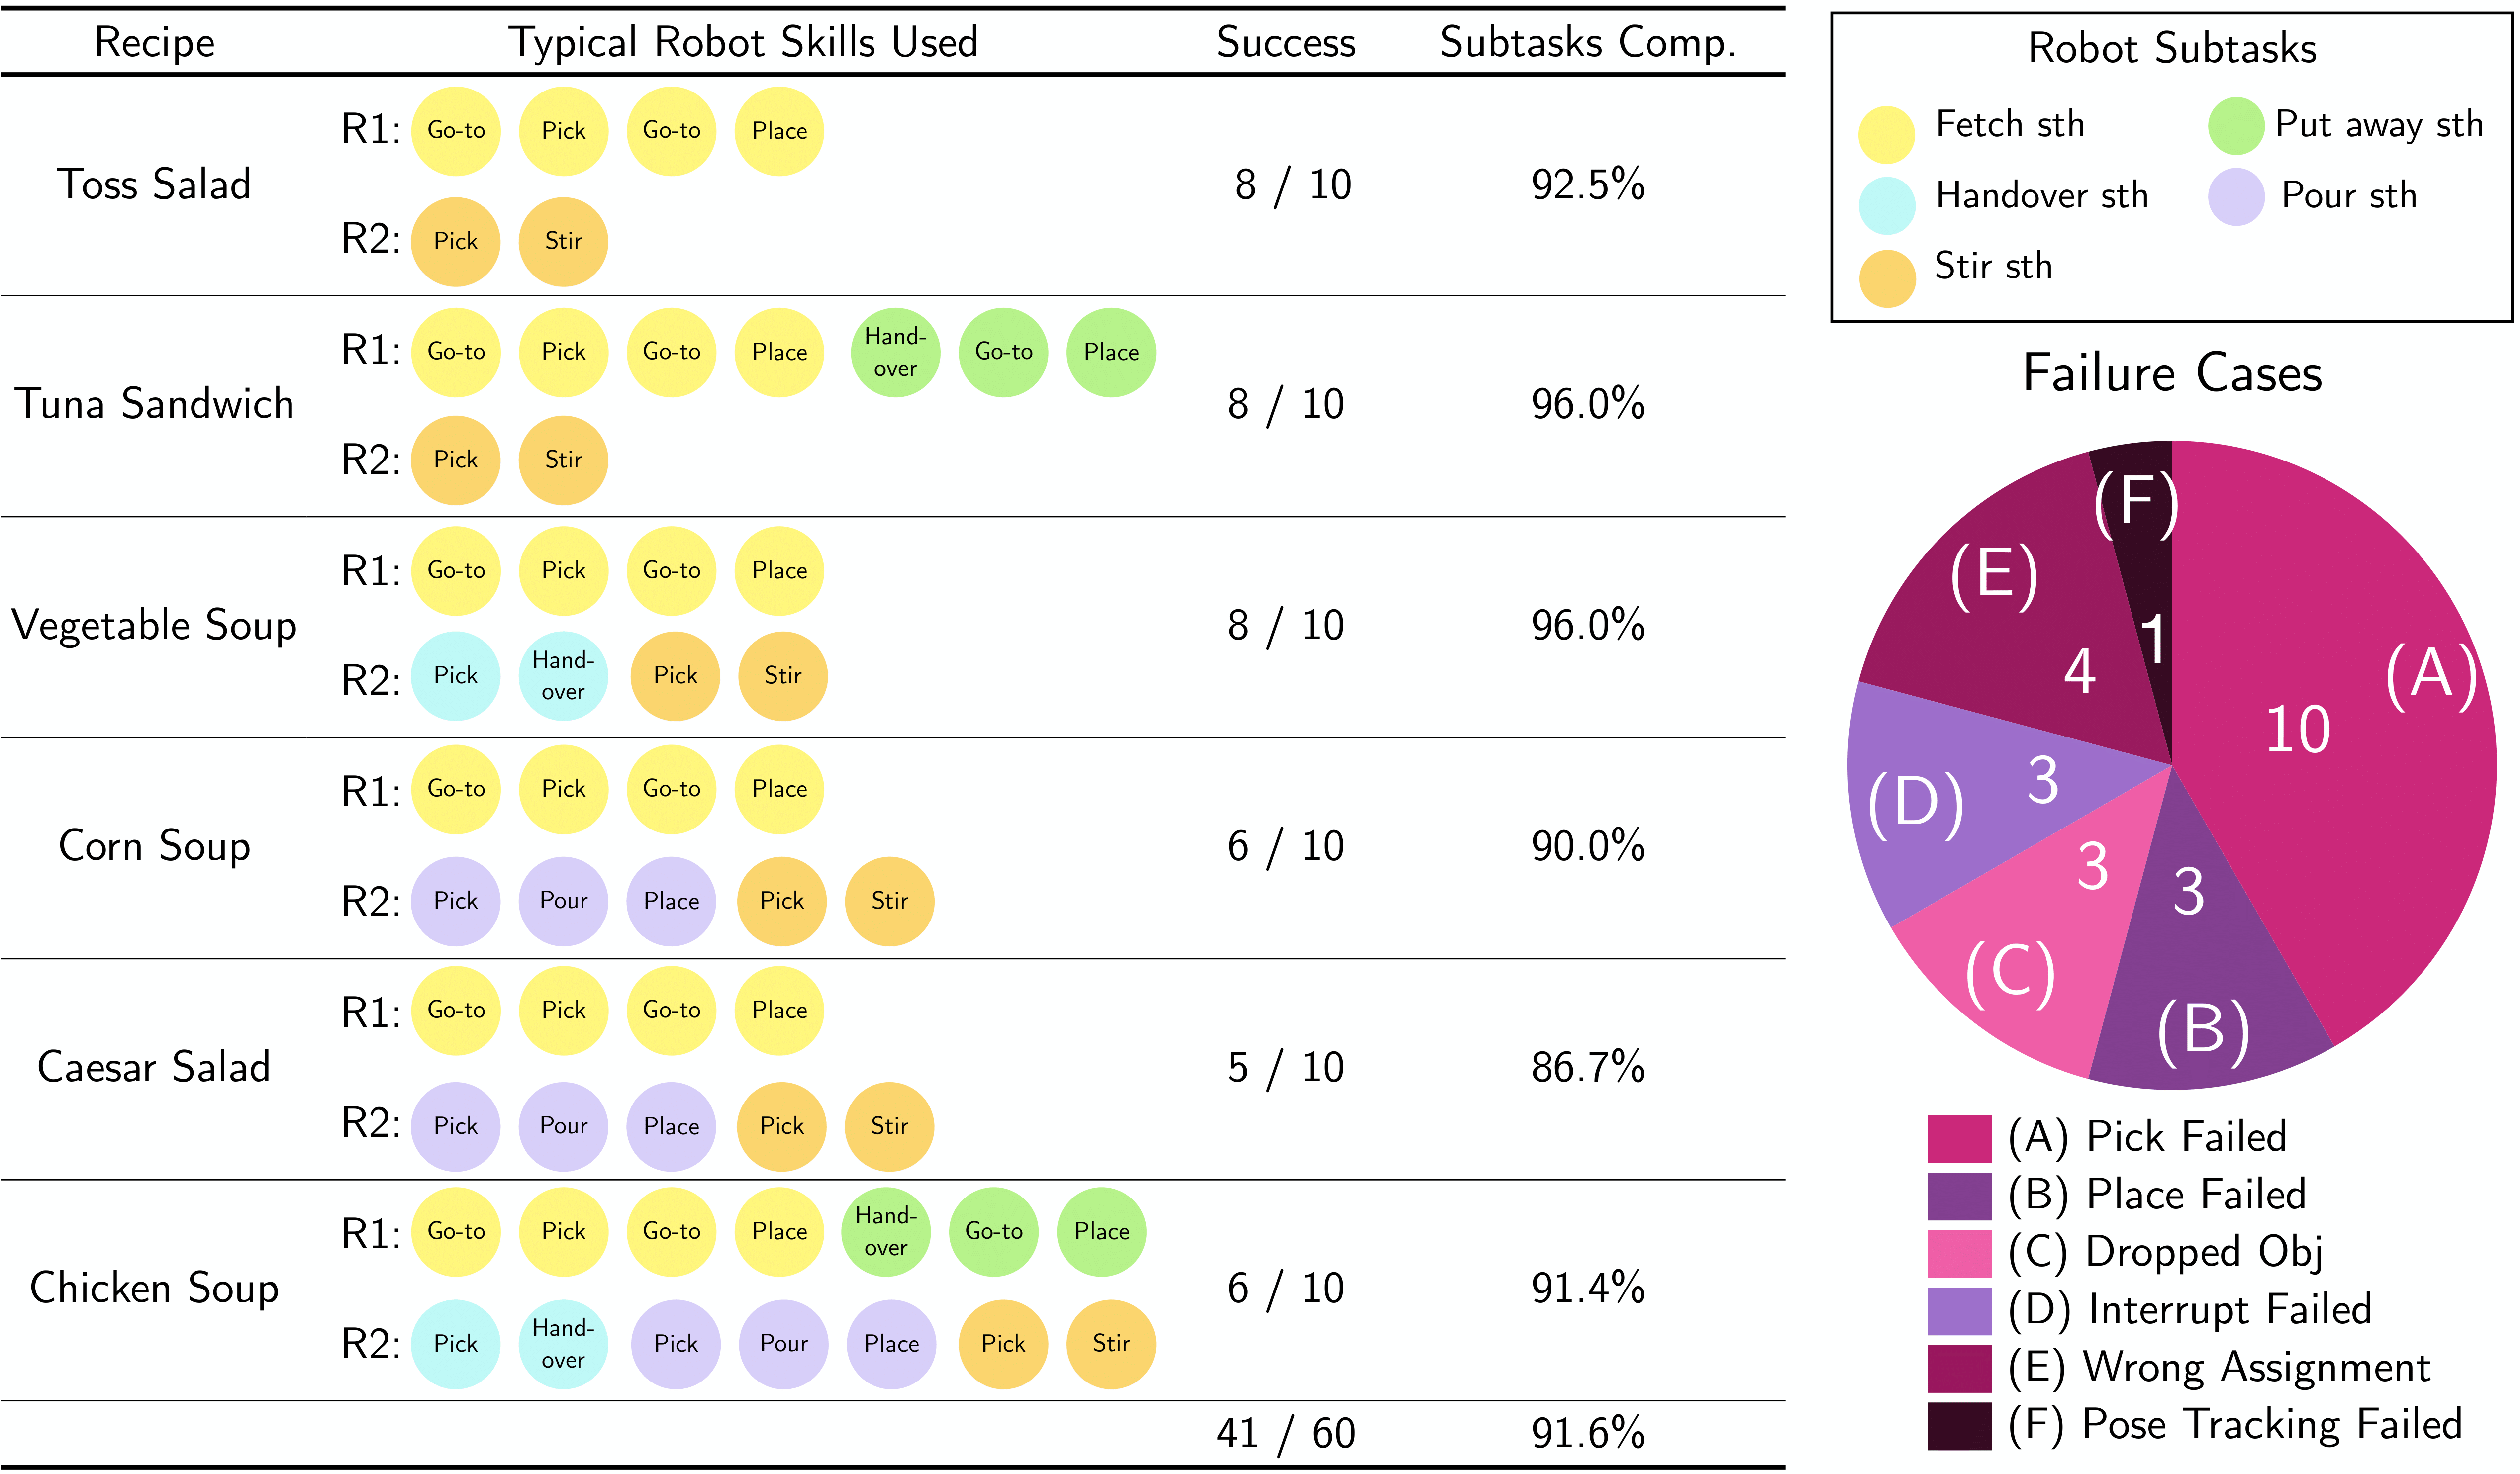 Recipe Typical Robot Skills Used Success Subtasks Comp.
R1: Go-to Pick Go-to Place
Toss Salad 8 / 10 92.5%
R2: Pick Stir
R1: Go-to Pick Go-to Place Hand-over Go-to Place
Tuna Sandwich 8 / 10 96.0%
R2: Pick Stir
R1: Go-to Pick Go-to Place
Vegetable Soup 8 / 10 96.0%
R2: Pick Hand-over Pick Stir
R1: Go-to Pick Go-to Place
Corn Soup 6 / 10 90.0%
R2: Pick Pour Place Pick Stir
R1: Go-to Pick Go-to Place
Caesar Salad 5 / 10 86.7%
R2: Pick Pour Place Pick Stir
R1: Go-to Pick Go-to Place Hand-over Go-to Place
Chicken Soup 6 / 10 91.4%
R2: Pick Hand-over Pick Pour Place Pick Stir
41 / 60 91.6%
Robot Subtasks
Fetch sth Put away sth
Handover sth Pour sth
Stir sth
Failure Cases
(F)
1
(E)
4
(A)
10
(D)
3
(C)
3
(B)
3
(A) Pick Failed
(B) Place Failed
(C) Dropped Obj
(D) Interrupt Failed
(E) Wrong Assignment
(F) Pose Tracking Failed